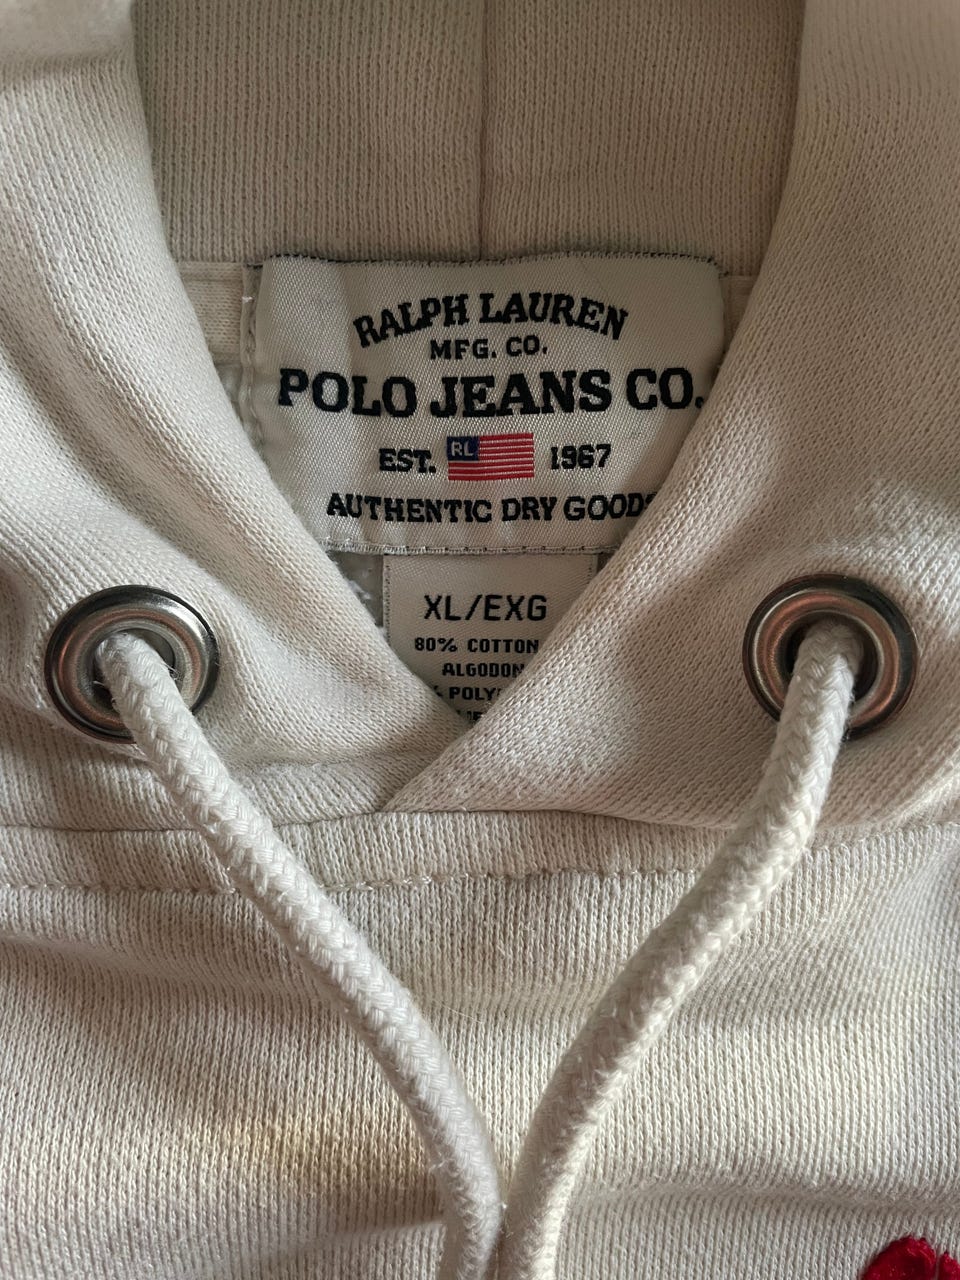 RALPH LAUREN
MFG. CO.
POLO JEANS CO.
EST. RL 1967
AUTHENTIC DRY GOODS
XL/EXG
80% COTTON
ALGODON